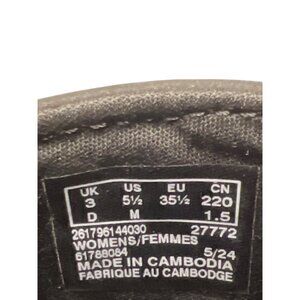 UK US EU CN
3 5½ 35½ 220
D M 1.5
261796144030 27772
WOMENS/FEMMES
61788084 5/24
MADE IN CAMBODIA
FABRIQUE AU CAMBODGE